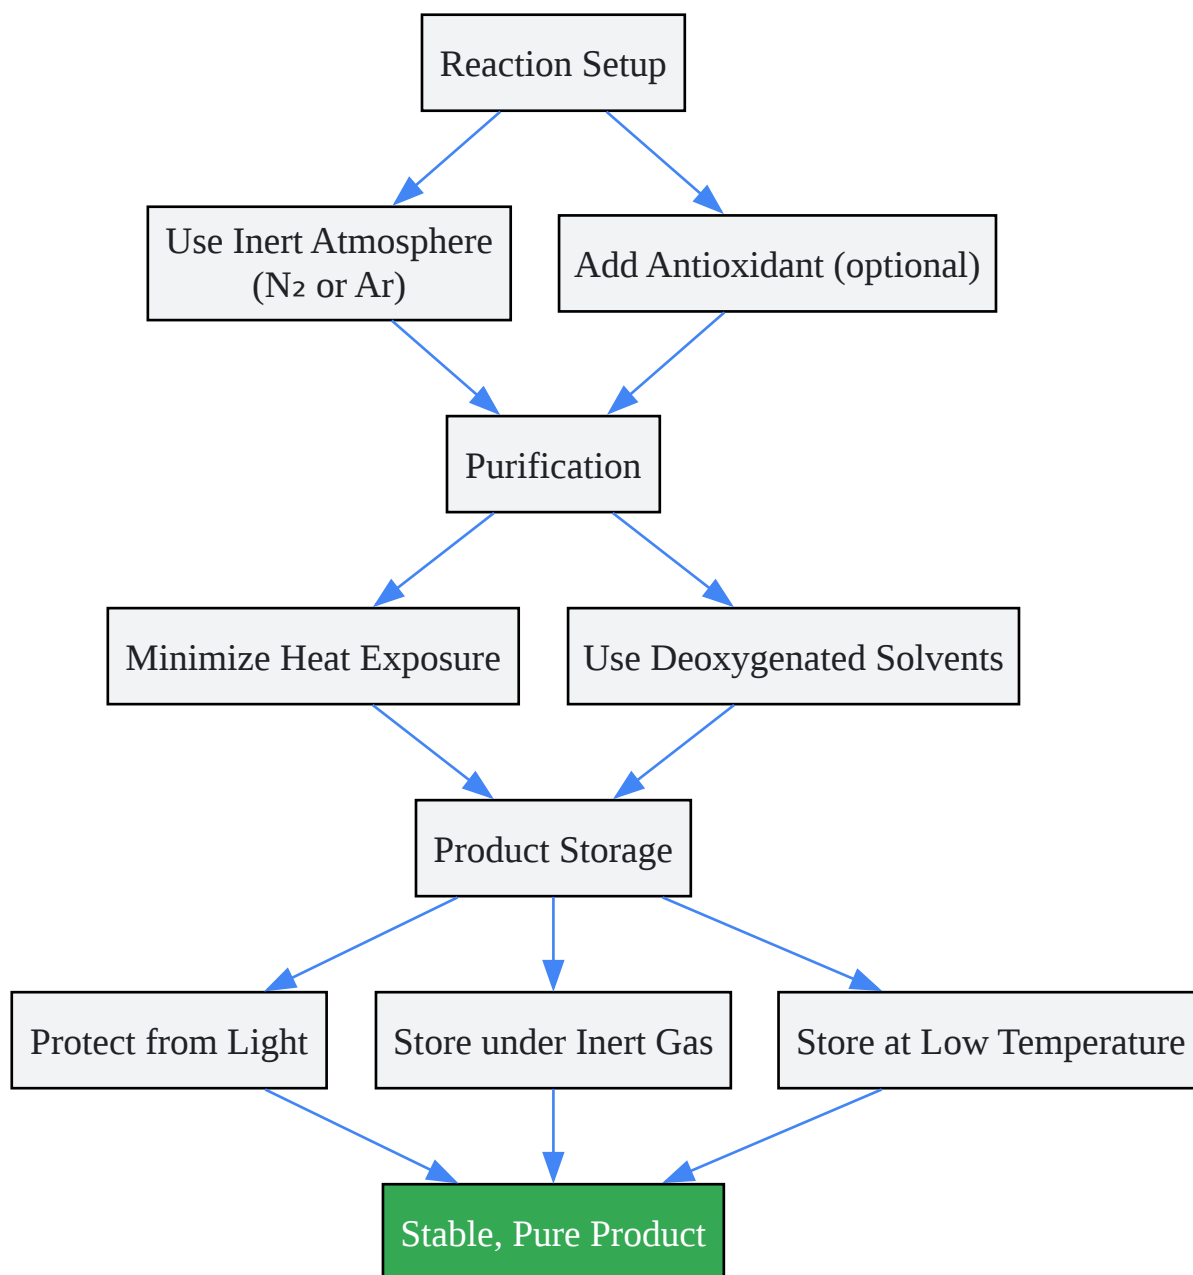 Reaction Setup
Use Inert Atmosphere
(N₂ or Ar)
Add Antioxidant (optional)
Purification
Minimize Heat Exposure
Use Deoxygenated Solvents
Product Storage
Protect from Light
Store under Inert Gas
Store at Low Temperature
Stable, Pure Product